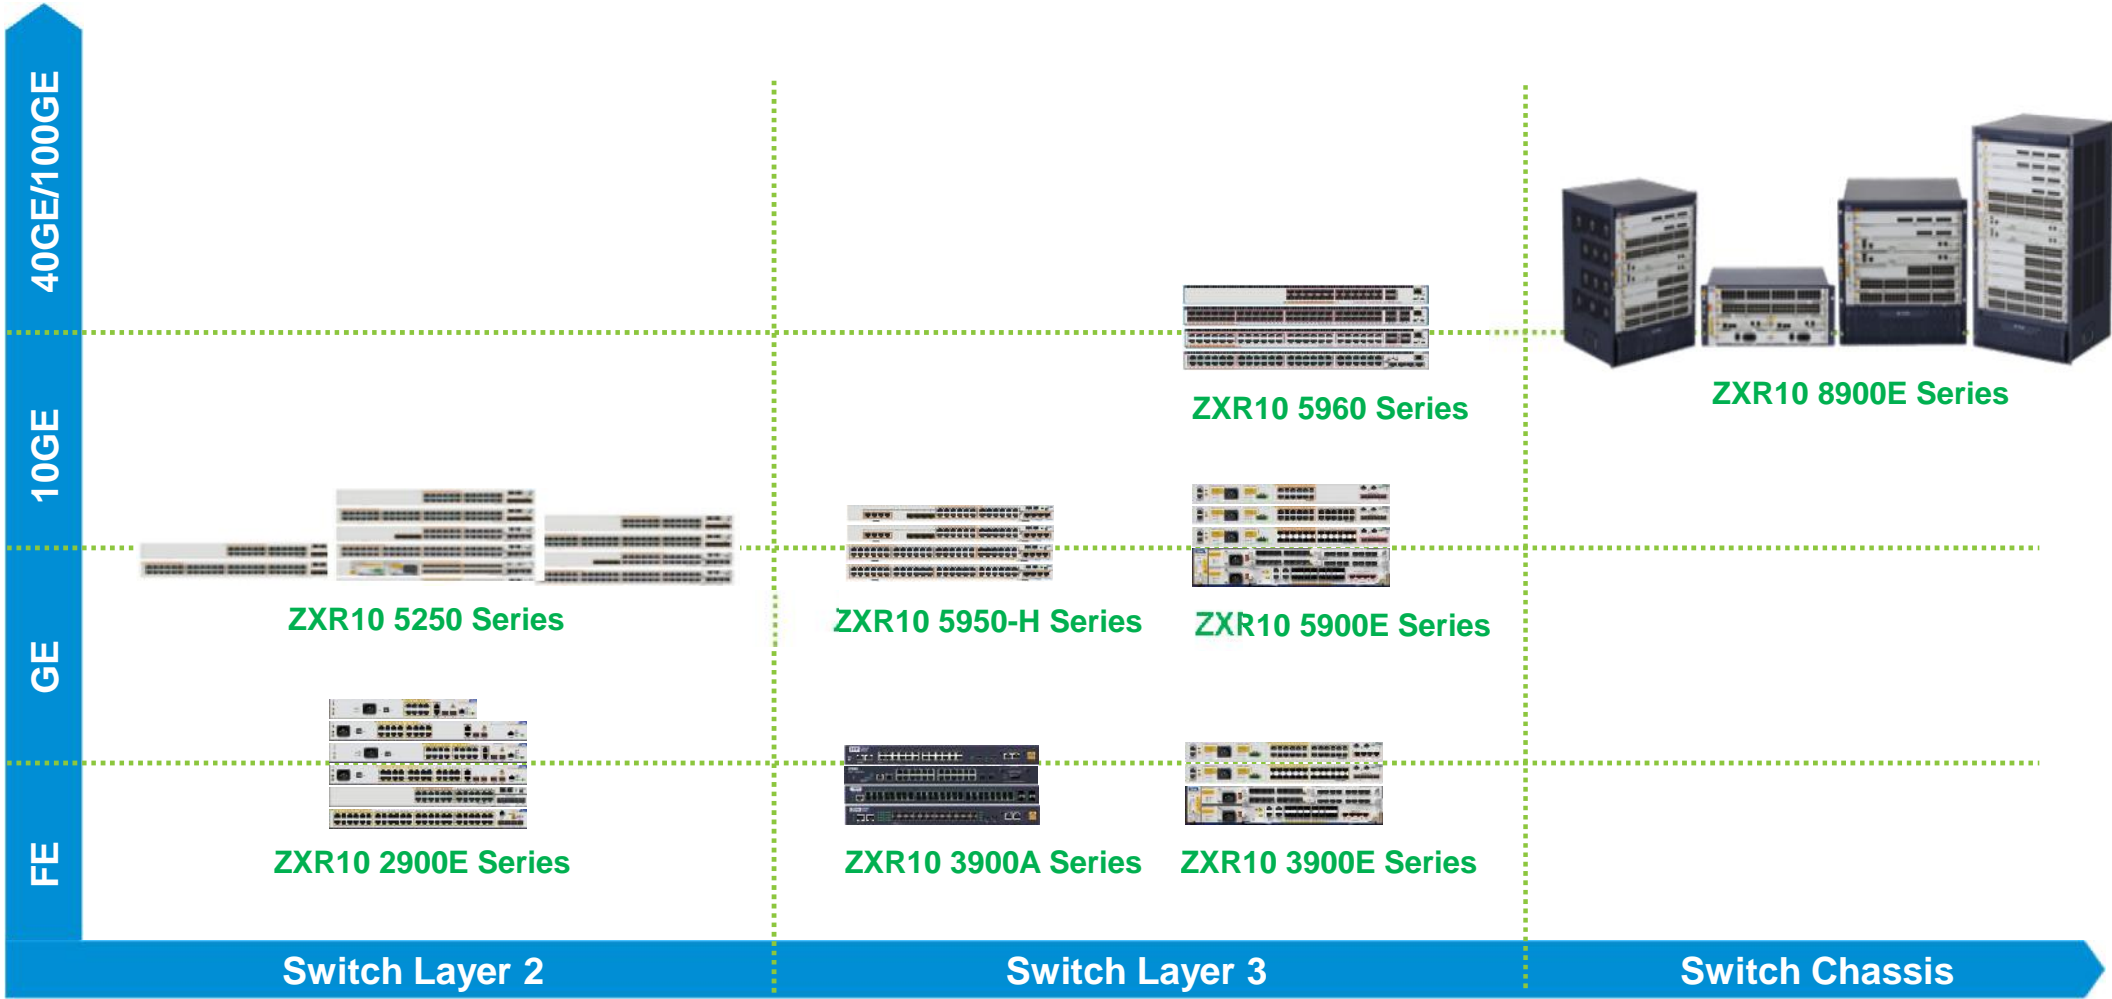 40GE/100GE
10GE
GE
FE
ZXR10 5960 Series
ZXR10 8900E Series
ZXR10 5250 Series
ZXR10 5950-H Series
ZXR10 5900E Series
ZXR10 2900E Series
ZXR10 3900A Series
ZXR10 3900E Series
Switch Layer 2
Switch Layer 3
Switch Chassis